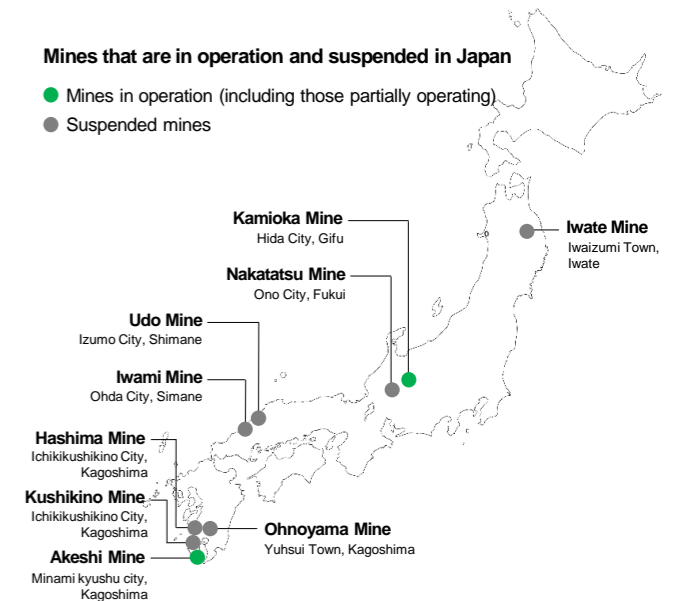 Mines that are in operation and suspended in Japan
Mines in operation (including those partially operating)
Suspended mines
Kamioka Mine
Hida City, Gifu
Iwate Mine
Iwaizumi Town,
Iwate
Nakatatsu Mine
Ono City, Fukui
Udo Mine
Izumo City, Shimane
Iwami Mine
Ohda City, Simane
Hashima Mine
Ichikikushikino City,
Kagoshima
Kushikino Mine
Ichikikushikino City,
Kagoshima
Ohnoyama Mine
Yuhsui Town, Kagoshima
Akeshi Mine
Minami kyushu city,
Kagoshima